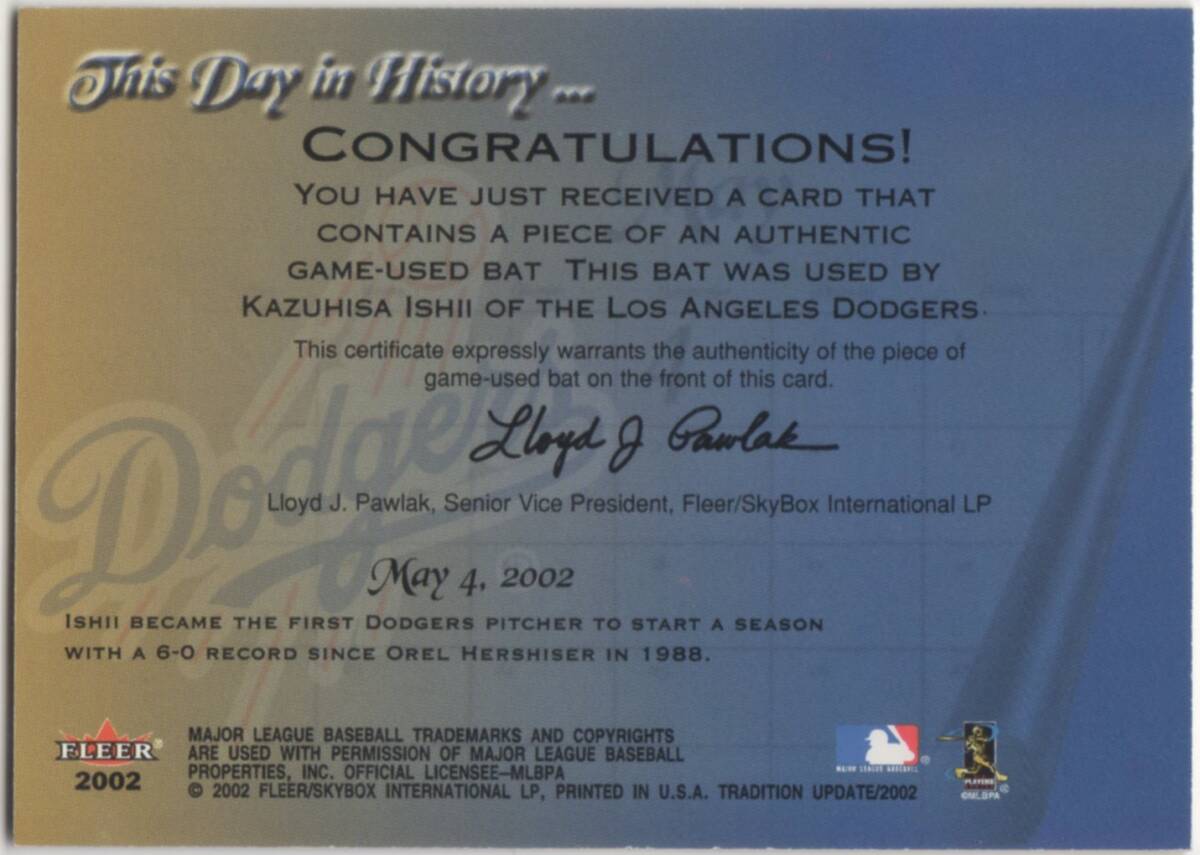 This Day in History ...
CONGRATULATIONS!
YOU HAVE JUST RECEIVED A CARD THAT
CONTAINS A PIECE OF AN AUTHENTIC
GAME-USED BAT THIS BAT WAS USED BY
KAZUHISA ISHII OF THE LOS ANGELES DODGERS.
This certificate expressly warrants the authenticity of the piece of
game-used bat on the front of this card.
Lloyd J Pawlak
Lloyd J. Pawlak, Senior Vice President, Fleer/SkyBox International LP
Dodgers
May 4, 2002
ISHII BECAME THE FIRST DODGERS PITCHER TO START A SEASON
WITH A 6-0 RECORD SINCE OREL HERSHISER IN 1988.
FLEER®
2002
MAJOR LEAGUE BASEBALL TRADEMARKS AND COPYRIGHTS
ARE USED WITH PERMISSION OF MAJOR LEAGUE BASEBALL
PROPERTIES, INC. OFFICIAL LICENSEE–MLBPA
© 2002 FLEER/SKYBOX INTERNATIONAL LP, PRINTED IN U.S.A. TRADITION UPDATE/2002
MAJOR LEAGUE BASEBALL ®
PLAYERS
©MLBPA